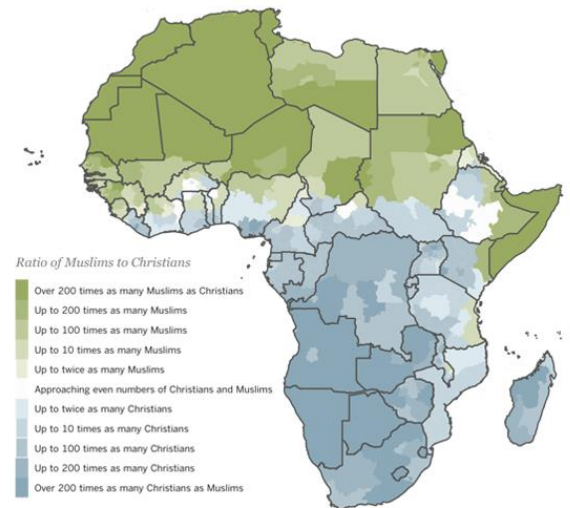 Ratio of Muslims to Christians
Over 200 times as many Muslims as Christians
Up to 200 times as many Muslims
Up to 100 times as many Muslims
Up to 10 times as many Muslims
Up to twice as many Muslims
Approaching even numbers of Christians and Muslims
Up to twice as many Christians
Up to 10 times as many Christians
Up to 100 times as many Christians
Up to 200 times as many Christians
Over 200 times as many Christians as Muslims